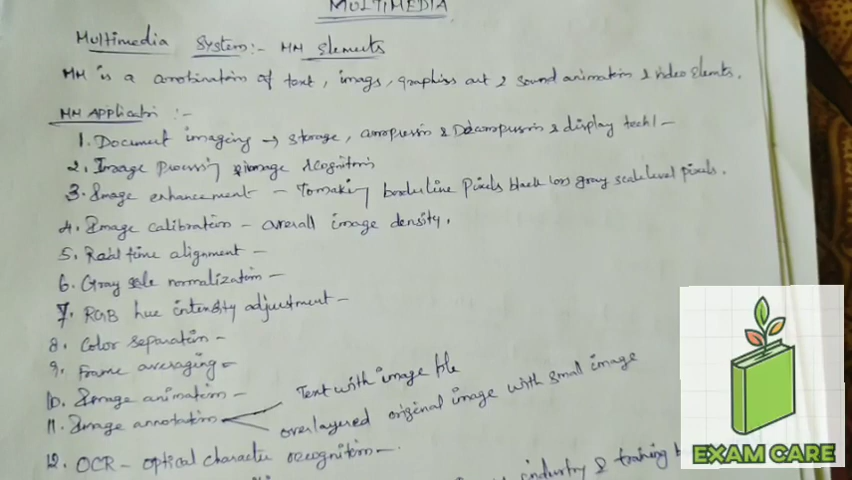 MULTIMEDIA
Multimedia System:- MM Elements
MM is a combination of text, images, graphics art & sound animation & video Elements.
MM Application :-
1. Document imaging → storage, compression & Decompression & display tech/-
2. Image processing & image recognition
3. Image enhancement - borderline pixels black gray scale level pixels.
4. Image calibration - overall image density.
5. Real time alignment -
6. Gray scale normalization -
7. RGB hue intensity adjustment -
8. Color separation -
9. Frame averaging -
10. Image animation -
Text with image file
11. Image annotation
overlayered original image with small image
12. OCR - optical character recognition -.
industry & training
EXAM CARE